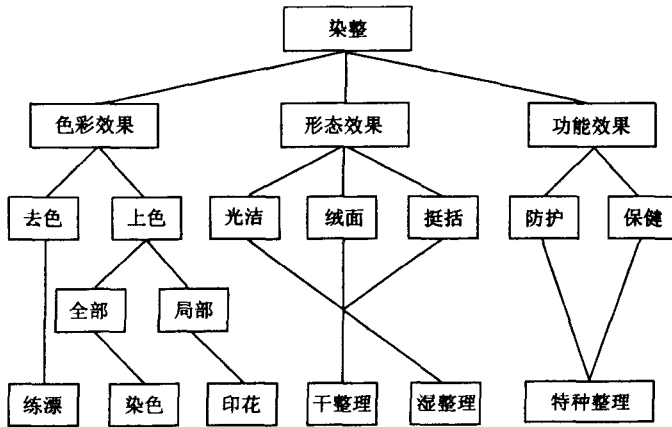 染整
色彩效果 形态效果 功能效果
去色 上色 光洁 绒面 挺括 防护 保健
全部 局部
练漂 染色 印花 干整理 湿整理 特种整理